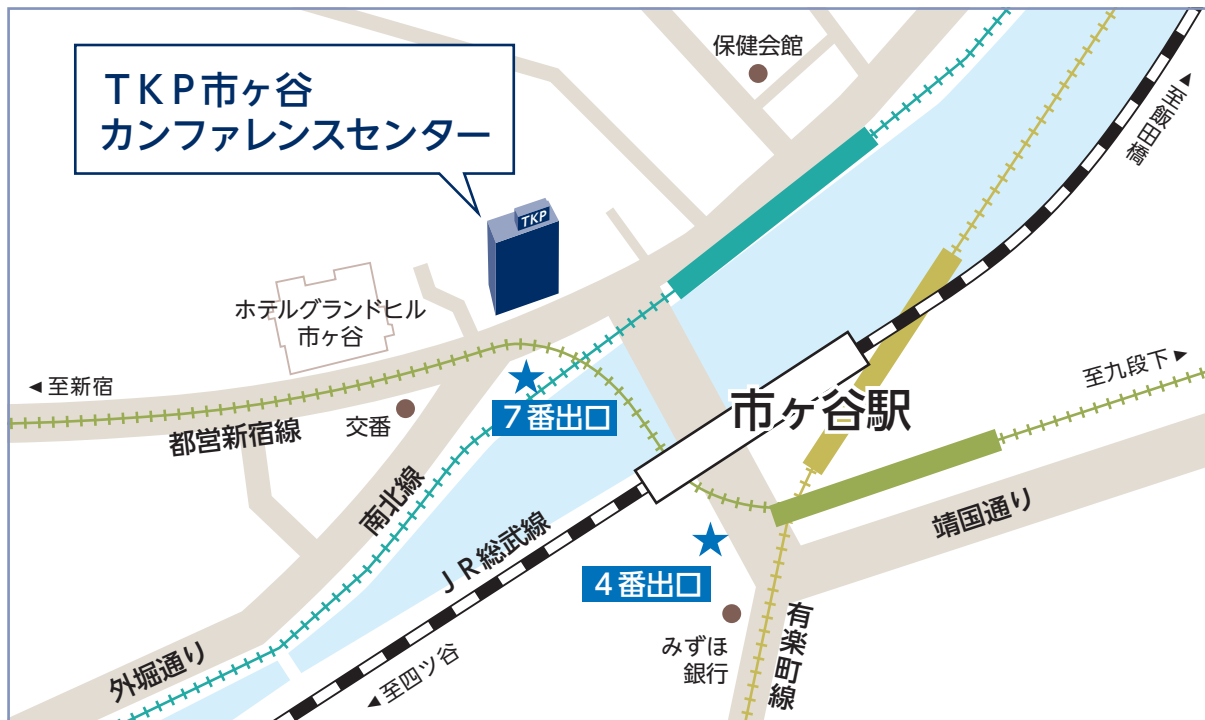 保健会館
TKP市ヶ谷
カンファレンスセンター
至飯田橋
TKP
ホテルグランドヒル
市ヶ谷
至新宿
至九段下
交番
7番出口
市ヶ谷駅
都営新宿線
南北線
靖国通り
JR総武線
4番出口
有楽町線
みずほ
銀行
外堀通り
至四ツ谷